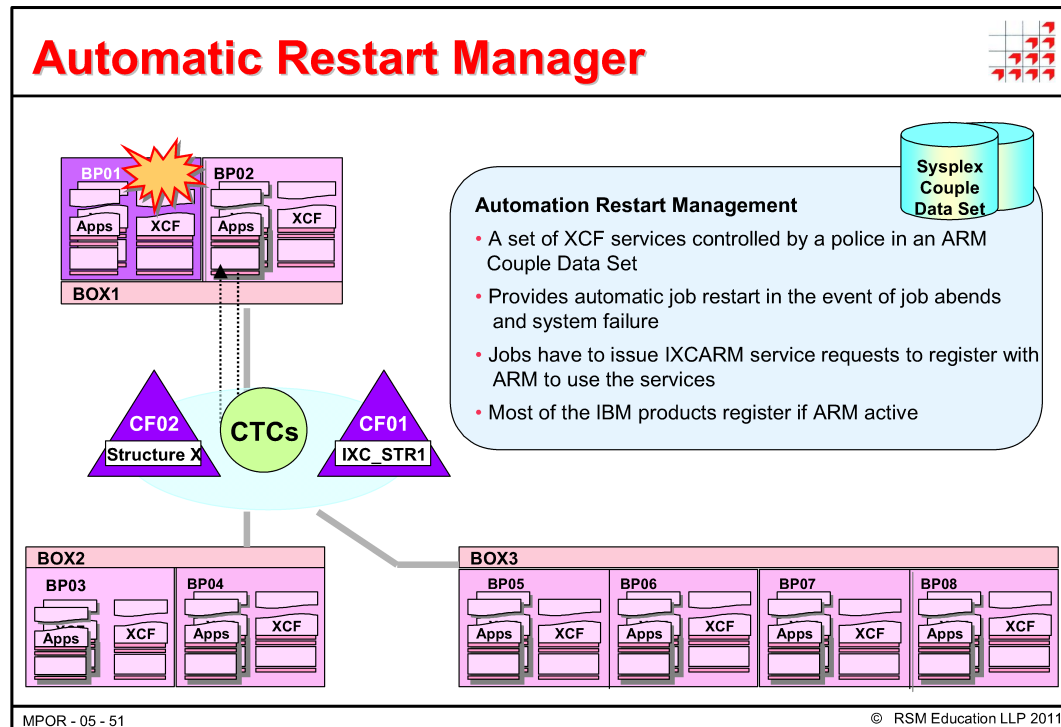 Automatic Restart Manager
BP01
BP02
Apps
XCF
Apps
XCF
BOX1
Sysplex
Couple
Data Set
Automation Restart Management
• A set of XCF services controlled by a police in an ARM
Couple Data Set
• Provides automatic job restart in the event of job abends
and system failure
• Jobs have to issue IXCARM service requests to register with
ARM to use the services
• Most of the IBM products register if ARM active
CF02
Structure X
CTCs
CF01
IXC_STR1
BOX2
BP03
BP04
Apps
XCF
Apps
XCF
BOX3
BP05
BP06
BP07
BP08
Apps
XCF
Apps
XCF
Apps
XCF
Apps
XCF
MPOR - 05 - 51
© RSM Education LLP 2011